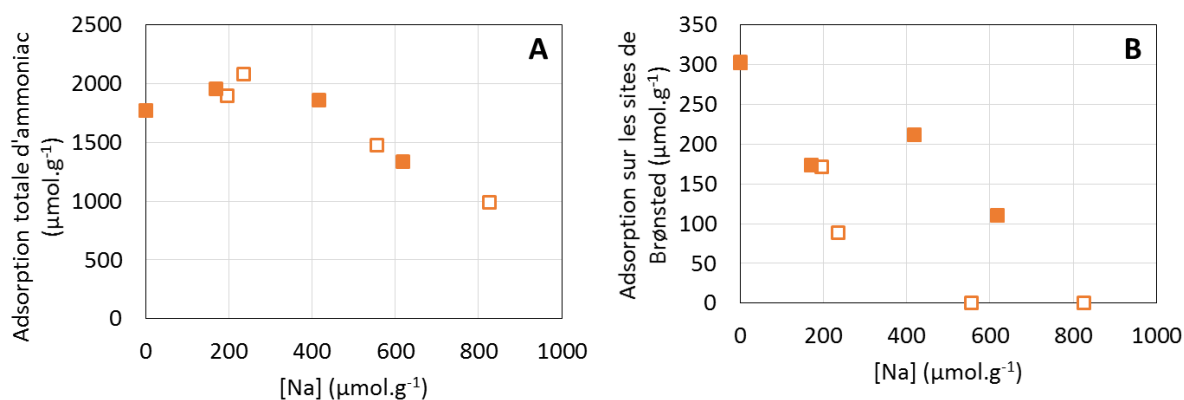 Adsorption totale d'ammoniac
(µmol.g⁻¹)
2500
2000
1500
1000
500
0
A
0 200 400 600 800 1000
[Na] (µmol.g⁻¹)
Adsorption sur les sites de
Brønsted (µmol.g⁻¹)
350
300
250
200
150
100
50
0
B
0 200 400 600 800 1000
[Na] (µmol.g⁻¹)